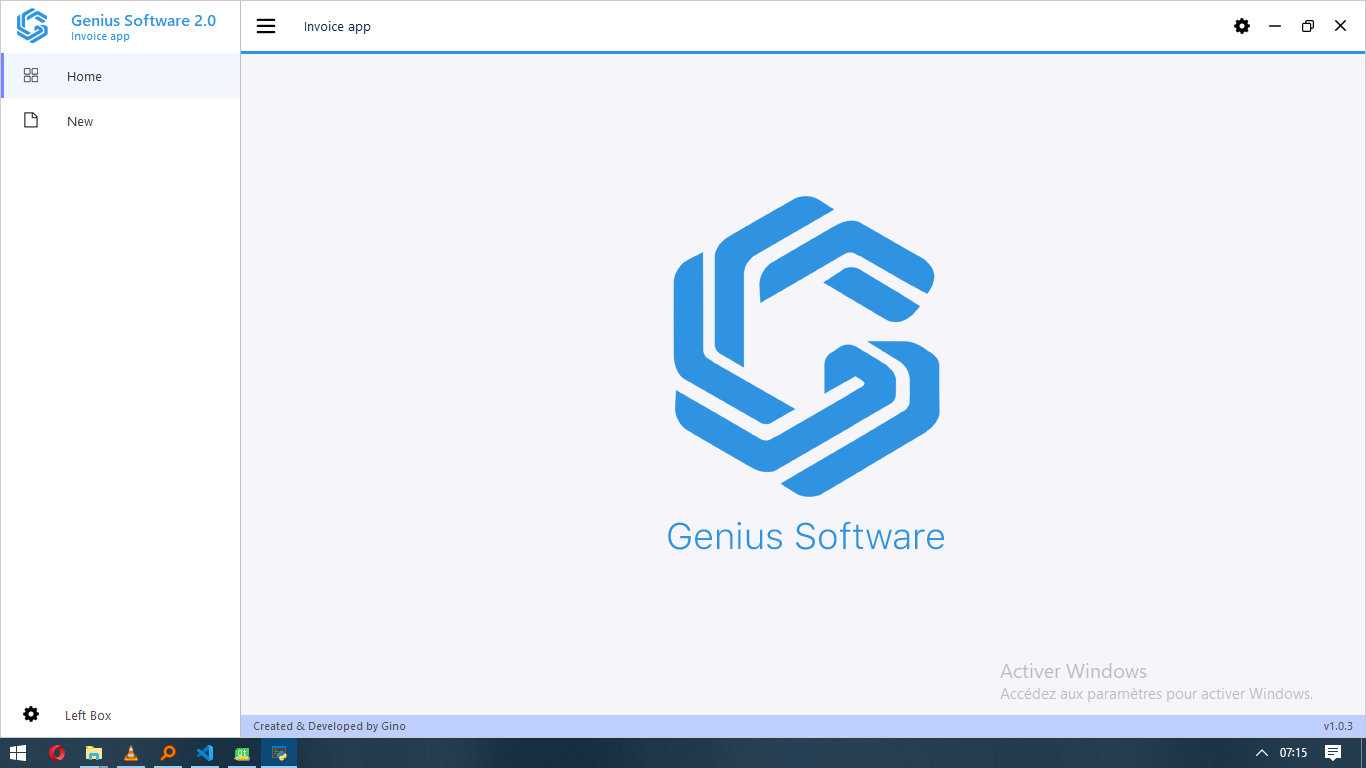 Genius Software 2.0
Invoice app
Invoice app
Home
New
Genius Software
Activer Windows
Accédez aux paramètres pour activer Windows.
Left Box
Created & Developed by Gino
v1.0.3
Qt
07:15